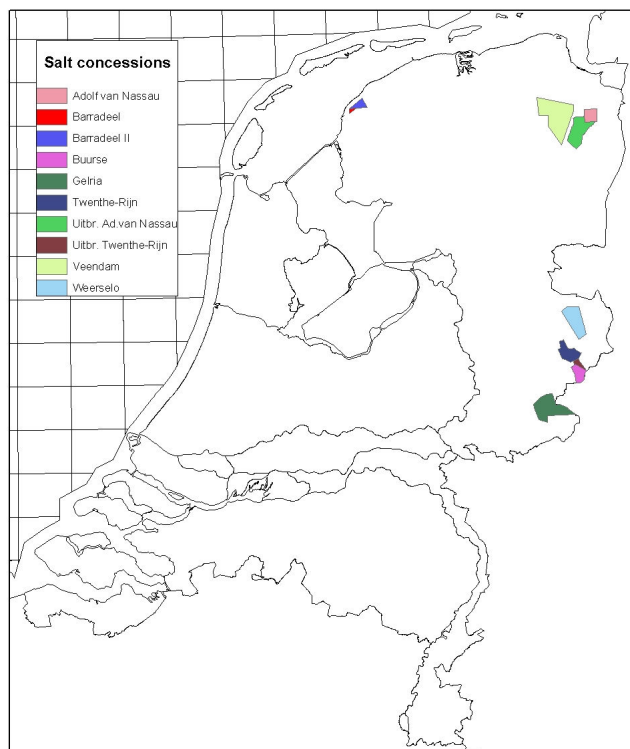 Salt concessions
Adolf van Nassau
Barradeel
Barradeel II
Buurse
Gelria
Twenthe-Rijn
Uitbr. Ad.van Nassau
Uitbr. Twenthe-Rijn
Veendam
Weerselo